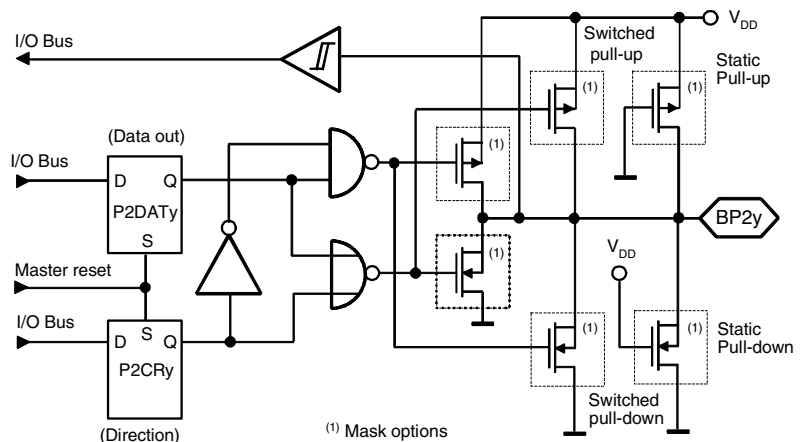 V_DD
I/O Bus
Switched
pull-up
Static
Pull-up
(1)
(1)
(Data out)
(1)
I/O Bus
D
Q
P2DATy
S
BP2y
(1)
V_DD
Master reset
I/O Bus
S
D
Q
P2CRy
(1)
(1)
Static
Pull-down
Switched
pull-down
(Direction)
(1) Mask options